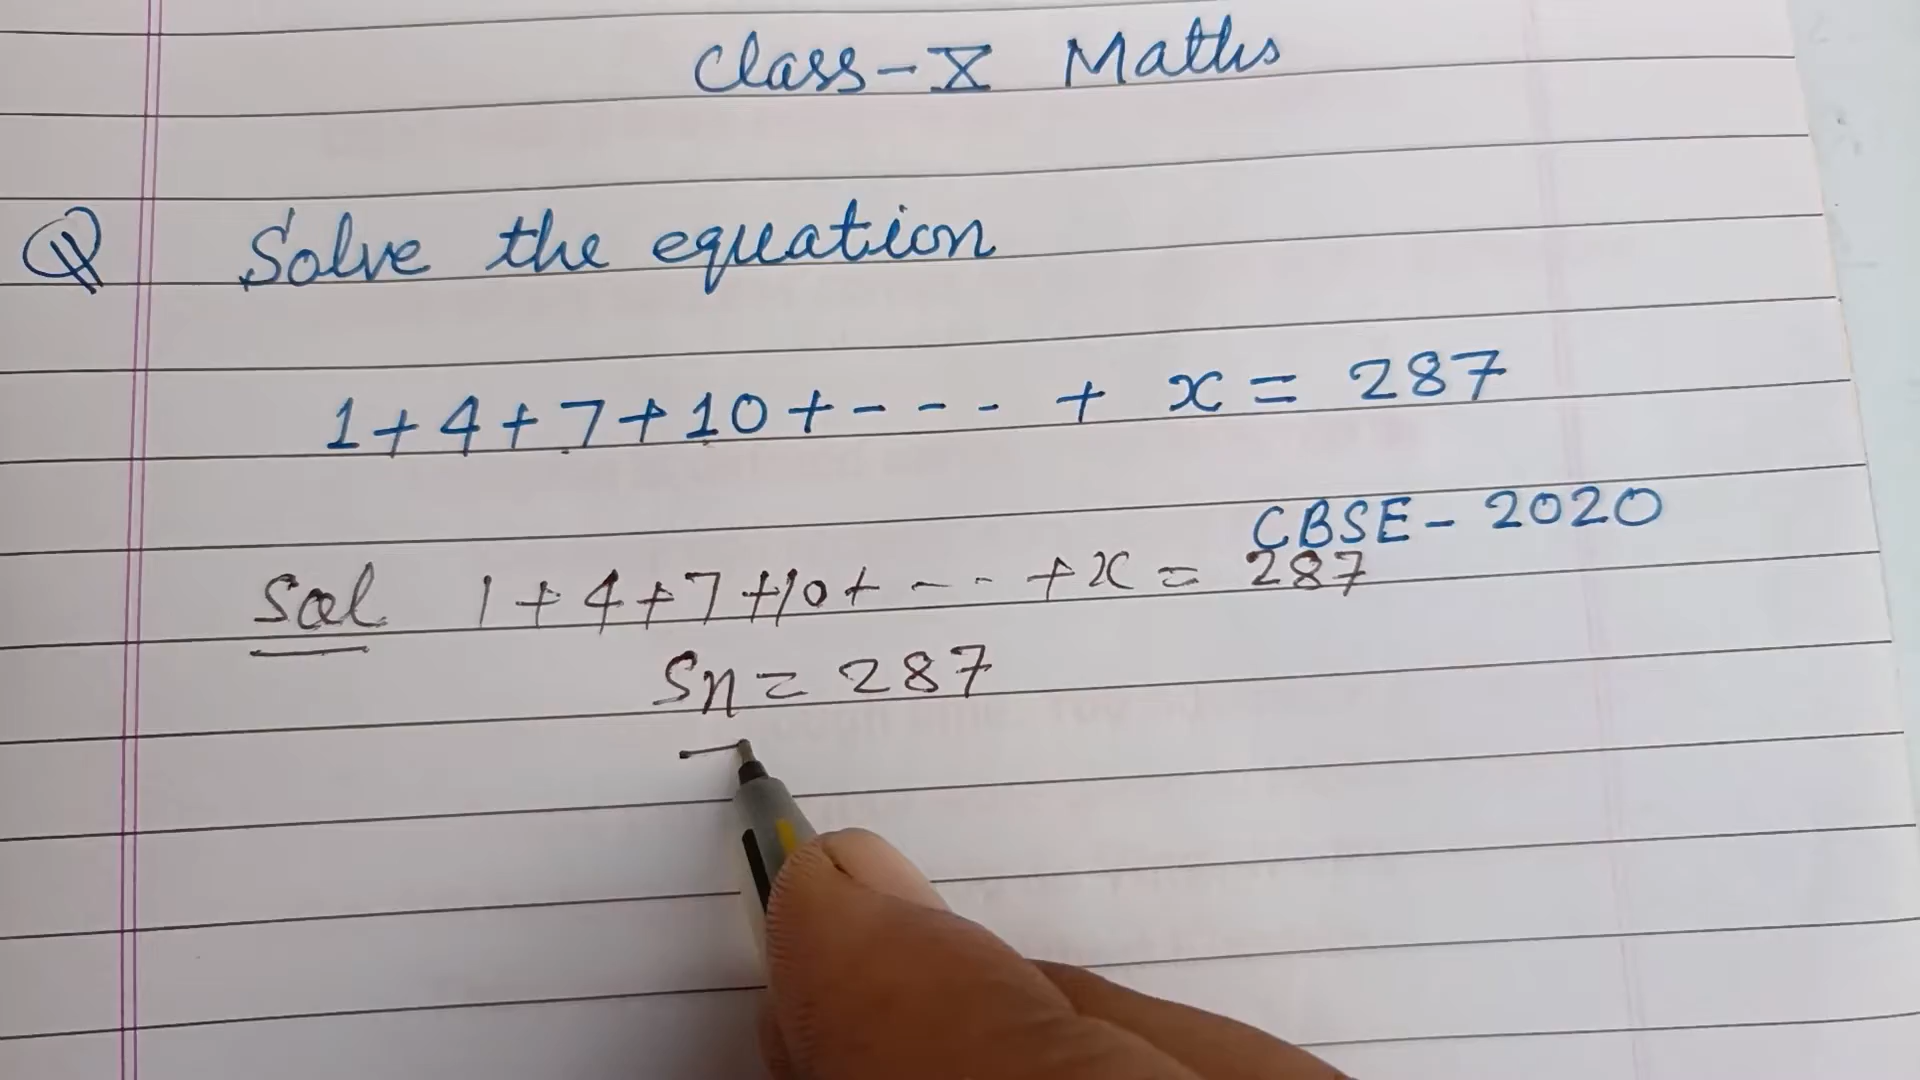 Class-X Maths
Q Solve the equation
1+4+7+10+---- + x = 287
CBSE-2020
Sol 1+4+7+10+---+x = 287
Sn = 287